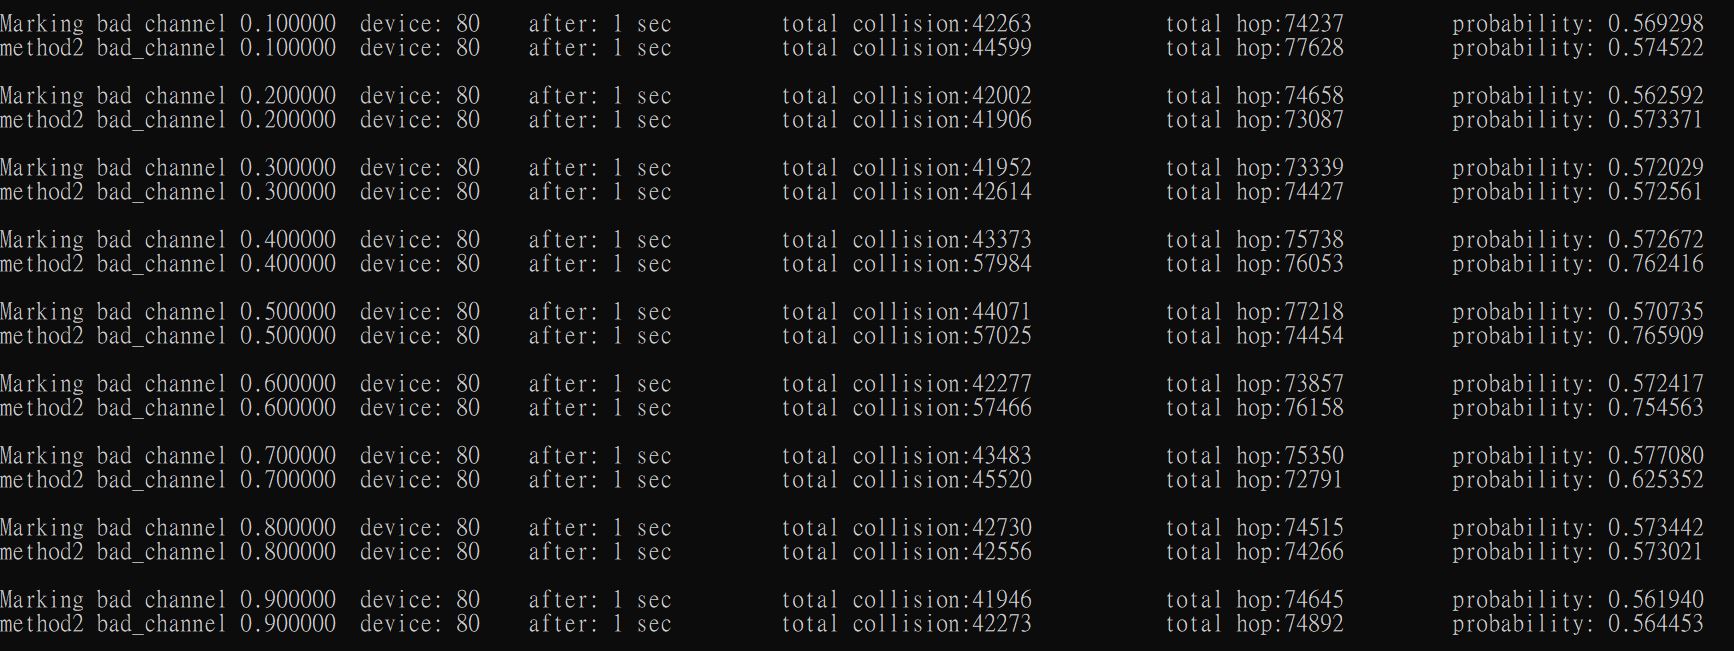 Marking bad channel 0.100000 device: 80 after: 1 sec total collision:42263 total hop:74237 probability: 0.569298
method2 bad_channel 0.100000 device: 80 after: 1 sec total collision:44599 total hop:77628 probability: 0.574522
Marking bad channel 0.200000 device: 80 after: 1 sec total collision:42002 total hop:74658 probability: 0.562592
method2 bad_channel 0.200000 device: 80 after: 1 sec total collision:41906 total hop:73087 probability: 0.573371
Marking bad channel 0.300000 device: 80 after: 1 sec total collision:41952 total hop:73339 probability: 0.572029
method2 bad_channel 0.300000 device: 80 after: 1 sec total collision:42614 total hop:74427 probability: 0.572561
Marking bad channel 0.400000 device: 80 after: 1 sec total collision:43373 total hop:75738 probability: 0.572672
method2 bad_channel 0.400000 device: 80 after: 1 sec total collision:57984 total hop:76053 probability: 0.762416
Marking bad channel 0.500000 device: 80 after: 1 sec total collision:44071 total hop:77218 probability: 0.570735
method2 bad_channel 0.500000 device: 80 after: 1 sec total collision:57025 total hop:74454 probability: 0.765909
Marking bad channel 0.600000 device: 80 after: 1 sec total collision:42277 total hop:73857 probability: 0.572417
method2 bad_channel 0.600000 device: 80 after: 1 sec total collision:57466 total hop:76158 probability: 0.754563
Marking bad channel 0.700000 device: 80 after: 1 sec total collision:43483 total hop:75350 probability: 0.577080
method2 bad_channel 0.700000 device: 80 after: 1 sec total collision:45520 total hop:72791 probability: 0.625352
Marking bad channel 0.800000 device: 80 after: 1 sec total collision:42730 total hop:74515 probability: 0.573442
method2 bad_channel 0.800000 device: 80 after: 1 sec total collision:42556 total hop:74266 probability: 0.573021
Marking bad channel 0.900000 device: 80 after: 1 sec total collision:41946 total hop:74645 probability: 0.561940
method2 bad_channel 0.900000 device: 80 after: 1 sec total collision:42273 total hop:74892 probability: 0.564453